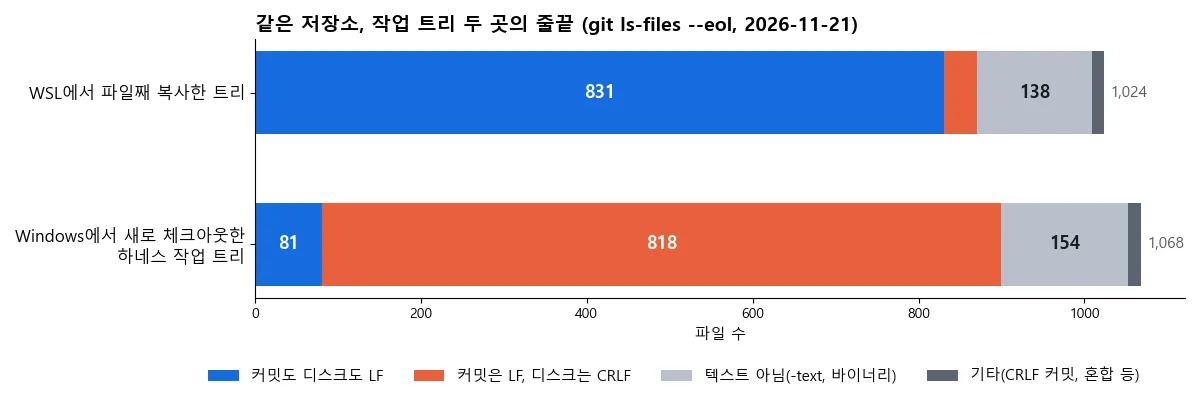 같은 저장소, 작업 트리 두 곳의 줄끝 (git ls-files --eol, 2026-11-21)
WSL에서 파일째 복사한 트리
831
138
1,024
Windows에서 새로 체크아웃한
하네스 작업 트리
81
818
154
1,068
0
200
400
600
800
1000
파일 수
커밋도 디스크도 LF
커밋은 LF, 디스크는 CRLF
텍스트 아님(-text, 바이너리)
기타(CRLF 커밋, 혼합 등)